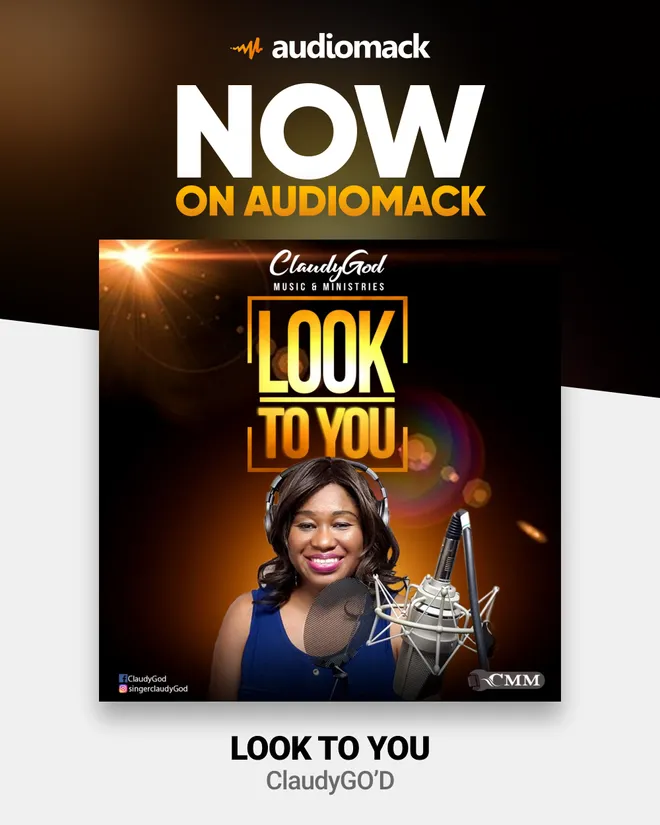 audiomack
NOW
ON AUDIOMACK
ClaudyGod
MUSIC & MINISTRIES
LOOK
TO YOU
ClaudyGod
singerclaudyGod
CMM
LOOK TO YOU
ClaudyGO'D